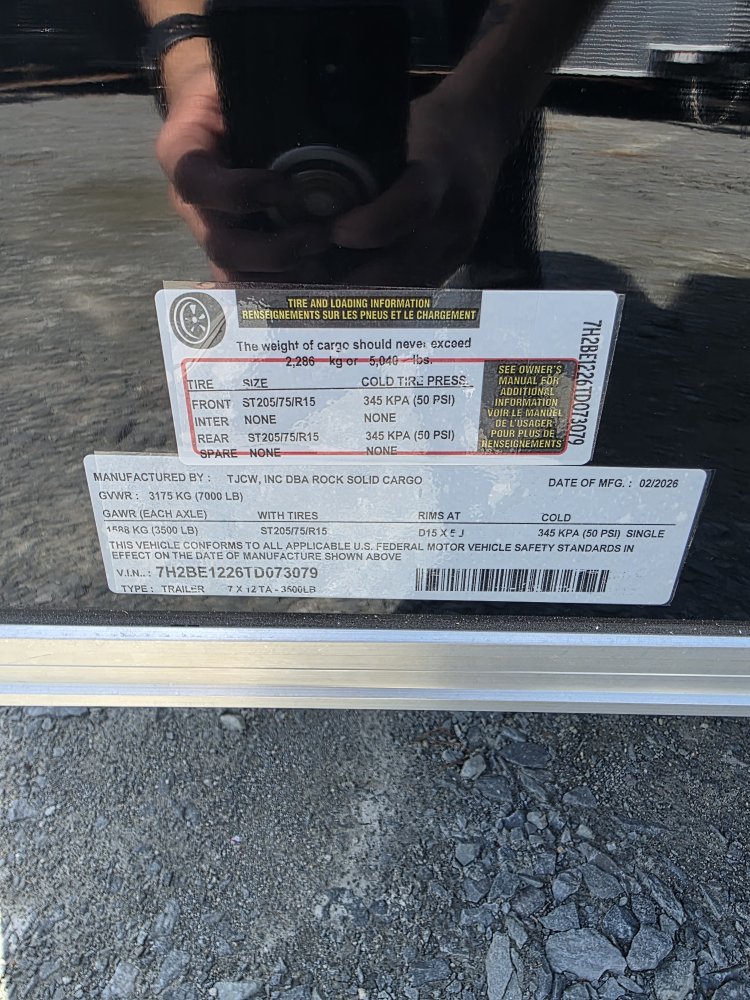 TIRE AND LOADING INFORMATION
RENSEIGNEMENTS SUR LES PNEUS ET LE CHARGEMENT
The weight of cargo should never exceed
2,286 kg or 5,040 lbs.
TIRE SIZE COLD TIRE PRESS.
FRONT ST205/75/R15 345 KPA (50 PSI)
INTER NONE NONE
REAR ST205/75/R15 345 KPA (50 PSI)
SPARE NONE NONE
SEE OWNER'S
MANUAL FOR
ADDITIONAL
INFORMATION
VOIR LE MANUEL
DE L'USAGER
POUR PLUS DE
RENSEIGNEMENTS
7H2BE1226TD073079
MANUFACTURED BY : TJCW, INC DBA ROCK SOLID CARGO DATE OF MFG. : 02/2026
GVWR : 3175 KG (7000 LB)
GAWR (EACH AXLE) WITH TIRES RIMS AT COLD
1588 KG (3500 LB) ST205/75/R15 D15 X 5 J 345 KPA (50 PSI) SINGLE
THIS VEHICLE CONFORMS TO ALL APPLICABLE U.S. FEDERAL MOTOR VEHICLE SAFETY STANDARDS IN
EFFECT ON THE DATE OF MANUFACTURE SHOWN ABOVE
V.I.N.. : 7H2BE1226TD073079
TYPE : TRAILER 7 X 12 TA - 3500LB